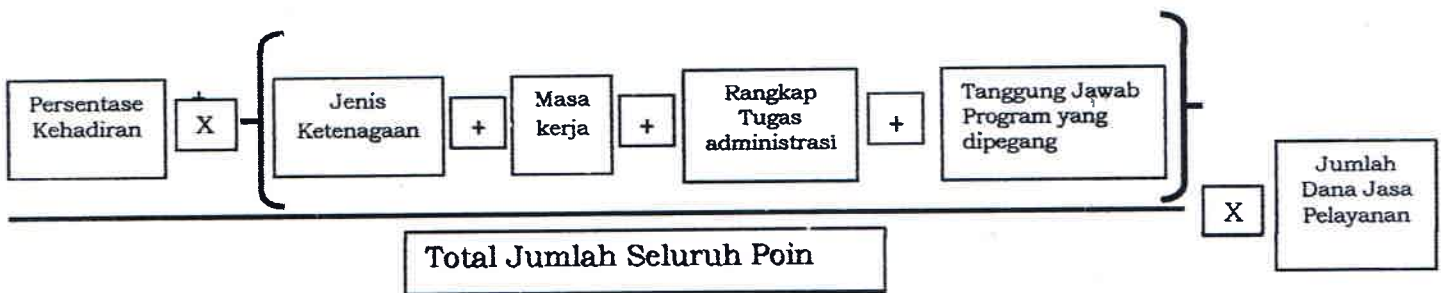 Persentase
Kehadiran
X
Jenis
Ketenagaan
+
Masa
kerja
+
Rangkap
Tugas
administrasi
+
Tanggung Jawab
Program yang
dipegang
X
Jumlah
Dana Jasa
Pelayanan
Total Jumlah Seluruh Poin